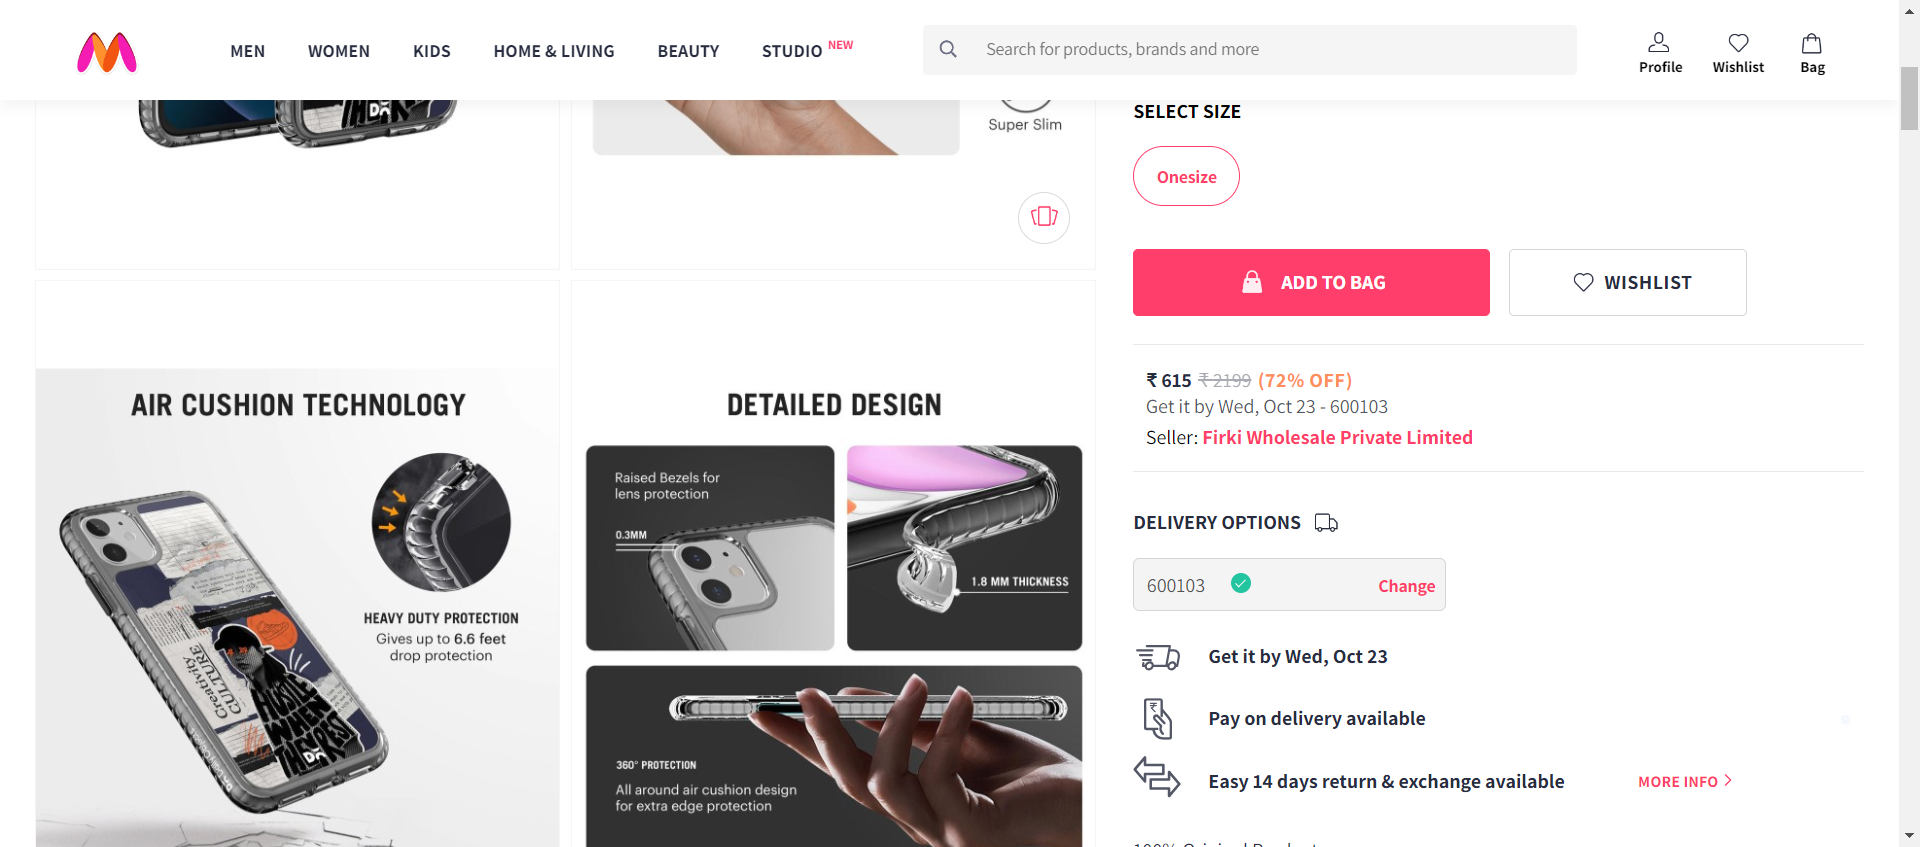 MEN
WOMEN
KIDS
HOME & LIVING
BEAUTY
STUDIO NEW
Search for products, brands and more
Profile
Wishlist
Bag
Super Slim
SELECT SIZE
Onesize
ADD TO BAG
WISHLIST
₹ 615 ₹ 2199 (72% OFF)
Get it by Wed, Oct 23 - 600103
Seller: Firki Wholesale Private Limited
DELIVERY OPTIONS
600103
Change
Get it by Wed, Oct 23
Pay on delivery available
Easy 14 days return & exchange available
MORE INFO
AIR CUSHION TECHNOLOGY
HEAVY DUTY PROTECTION
Gives up to 6.6 feet
drop protection
Creativity
CULTURE
DETAILED DESIGN
Raised Bezels for
lens protection
0.3MM
1.8 MM THICKNESS
360° PROTECTION
All around air cushion design
for extra edge protection